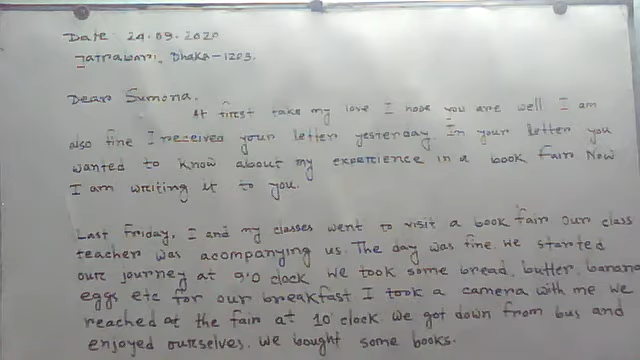 Date: 24.09.2020
Jatrabari, Dhaka-1203.
Dear Sumona.
At first take my love I hope you are well I am
also fine I received your letter yesterday. In your letter you
wanted to know about my experience in a book fair Now
I am writing it to you.
Last Friday, I and my classes went to visit a book fair our class
teacher was acompanying us. The day was fine. we started
our journey at 9'0 clock we took some bread, butter, banana
eggs etc for our breakfast I took a camera with me we
reached at the fair at 10'clock we got down from bus and
enjoyed ourselves. we bought some books.